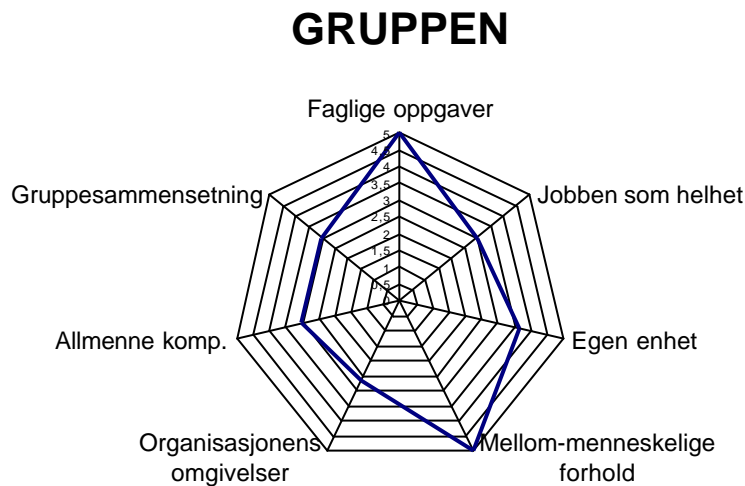 GRUPPEN
Faglige oppgaver
5
4,5
4
3,5
3
2,5
2
1,5
1
0,5
0
Gruppesammensetning
Jobben som helhet
Allmenne komp.
Egen enhet
Organisasjonens
omgivelser
Mellom-menneskelige
forhold